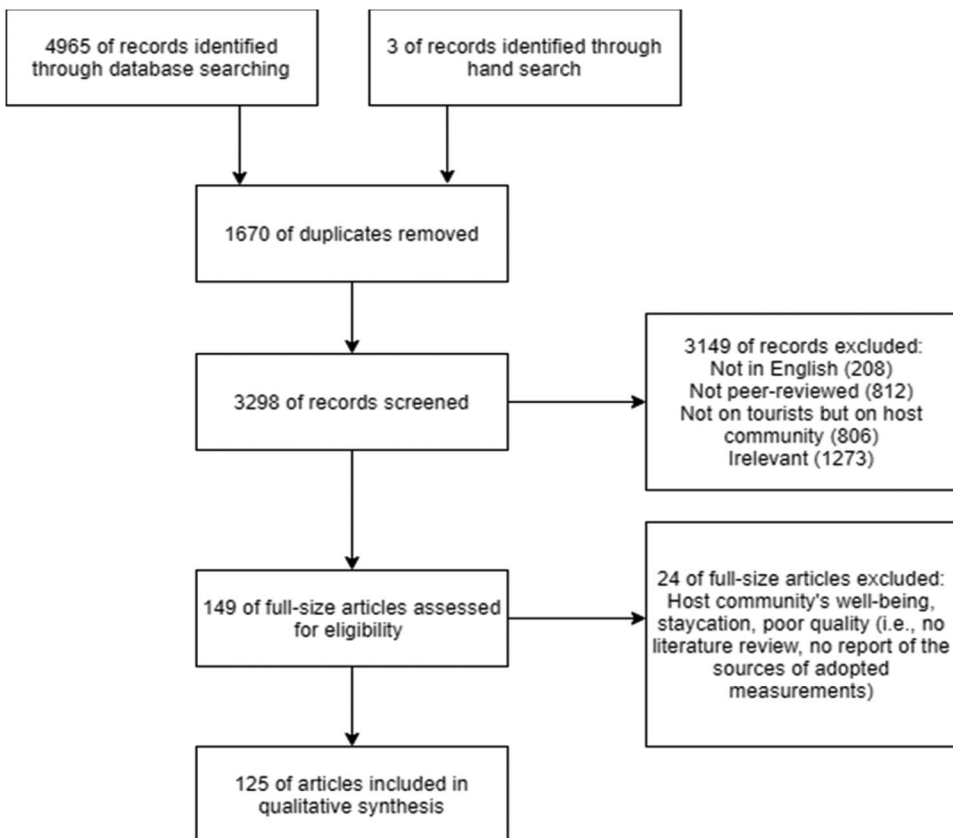 4965 of records identified
through database searching
3 of records identified through
hand search
1670 of duplicates removed
3298 of records screened
3149 of records excluded:
Not in English (208)
Not peer-reviewed (812)
Not on tourists but on host
community (806)
Irelevant (1273)
149 of full-size articles assessed
for eligibility
24 of full-size articles excluded:
Host community's well-being,
staycation, poor quality (i.e., no
literature review, no report of the
sources of adopted
measurements)
125 of articles included in
qualitative synthesis